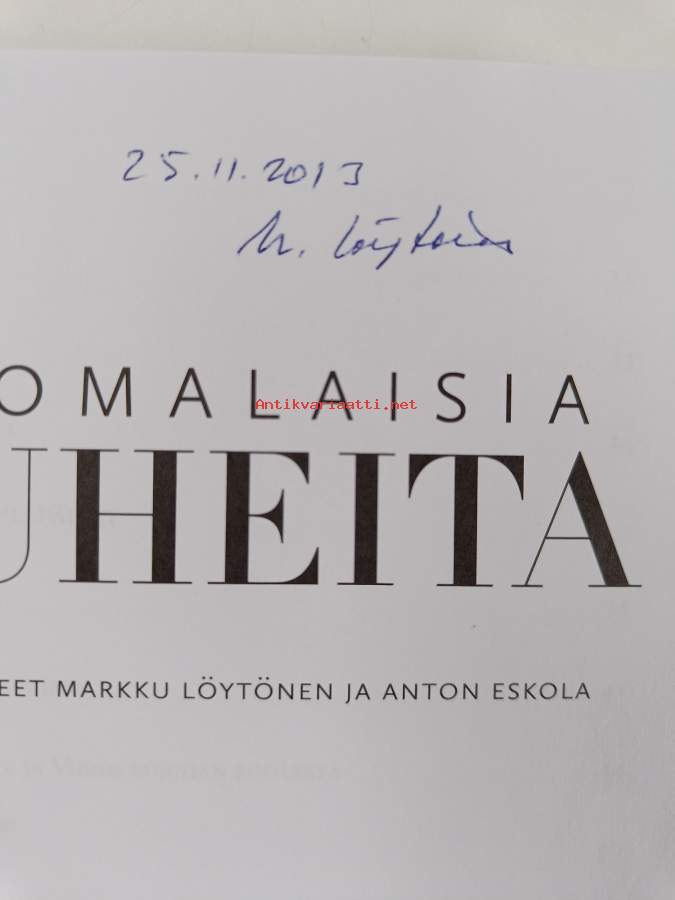 25.11.2013
M. Löytönen
OMALAISIA
Antikvariaatti.net
UHEITA
EET MARKKU LÖYTÖNEN JA ANTON ESKOLA